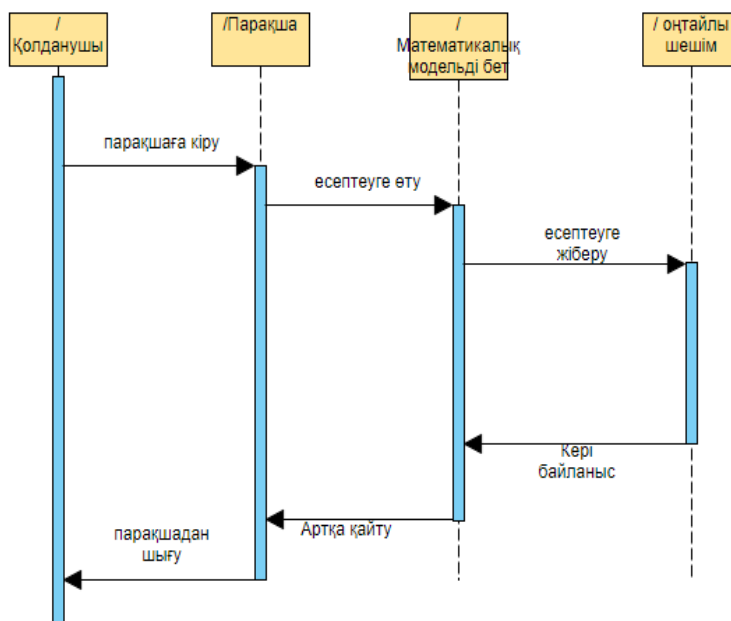 /
Қолданушы
/Парақша
/
Математикалық
модельді бет
/ оңтайлы
шешім
парақшаға кіру
есептеуге өту
есептеуге
жіберу
Кері
байланыс
Артқа қайту
парақшадан
шығу